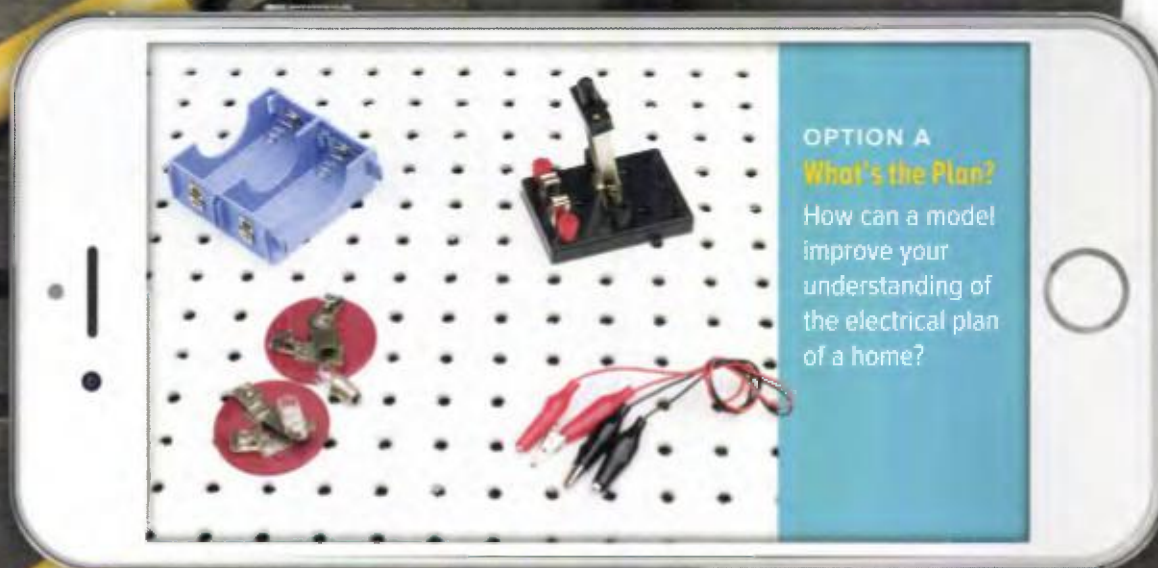 OPTION A
What's the Plan?
How can a model
improve your
understanding of
the electrical plan
of a home?